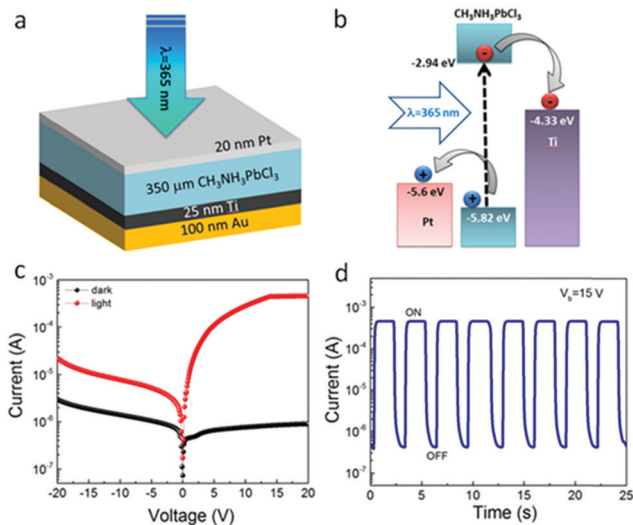 a
λ=365 nm
20 nm Pt
350 μm CH₃NH₃PbCl₃
25 nm Ti
100 nm Au
b
CH₃NH₃PbCl₃
-
-2.94 eV
-
λ=365 nm
-4.33 eV
Ti
+
-5.6 eV
Pt
+
-5.82 eV
c
10⁻³
10⁻⁴
10⁻⁵
10⁻⁶
10⁻⁷
Current (A)
dark
light
-20 -15 -10 -5 0 5 10 15 20
Voltage (V)
d
10⁻³
10⁻⁴
10⁻⁵
10⁻⁶
10⁻⁷
Current (A)
ON
V_b=15 V
OFF
0 5 10 15 20 25
Time (s)